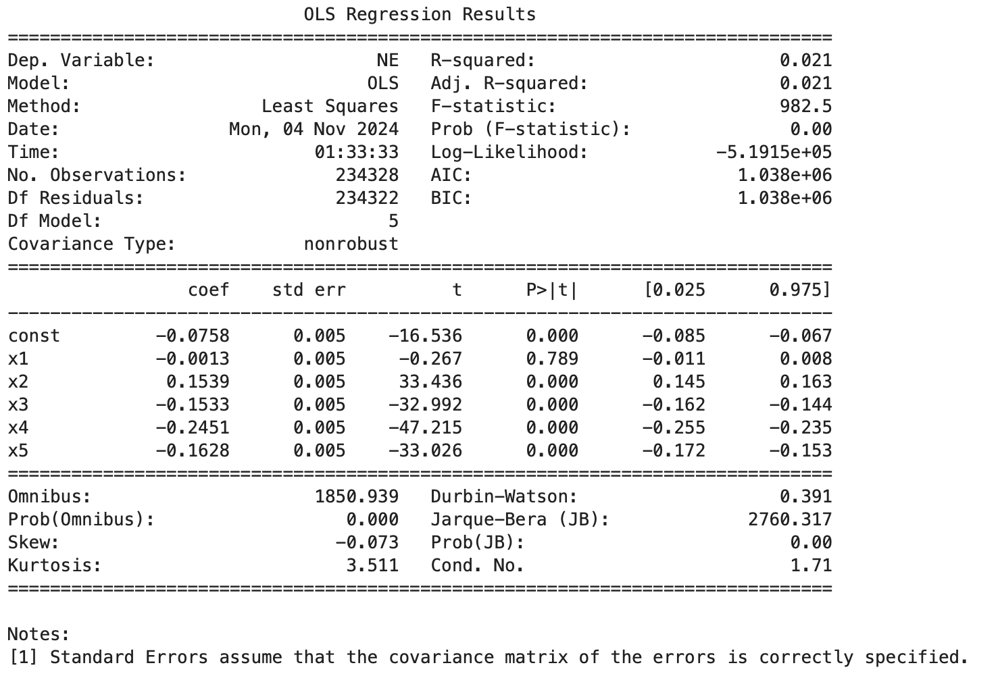 OLS Regression Results
==============================================================================
Dep. Variable:                     NE   R-squared:                       0.021
Model:                            OLS   Adj. R-squared:                  0.021
Method:                 Least Squares   F-statistic:                     982.5
Date:                Mon, 04 Nov 2024   Prob (F-statistic):               0.00
Time:                        01:33:33   Log-Likelihood:            -5.1915e+05
No. Observations:              234328   AIC:                         1.038e+06
Df Residuals:                  234322   BIC:                         1.038e+06
Df Model:                           5
Covariance Type:            nonrobust
==============================================================================
                 coef    std err          t      P>|t|      [0.025      0.975]
------------------------------------------------------------------------------
const         -0.0758      0.005    -16.536      0.000      -0.085      -0.067
x1            -0.0013      0.005     -0.267      0.789      -0.011       0.008
x2             0.1539      0.005     33.436      0.000       0.145       0.163
x3            -0.1533      0.005    -32.992      0.000      -0.162      -0.144
x4            -0.2451      0.005    -47.215      0.000      -0.255      -0.235
x5            -0.1628      0.005    -33.026      0.000      -0.172      -0.153
==============================================================================
Omnibus:                     1850.939   Durbin-Watson:                   0.391
Prob(Omnibus):                  0.000   Jarque-Bera (JB):             2760.317
Skew:                          -0.073   Prob(JB):                         0.00
Kurtosis:                       3.511   Cond. No.                         1.71
==============================================================================
Notes:
[1] Standard Errors assume that the covariance matrix of the errors is correctly specified.